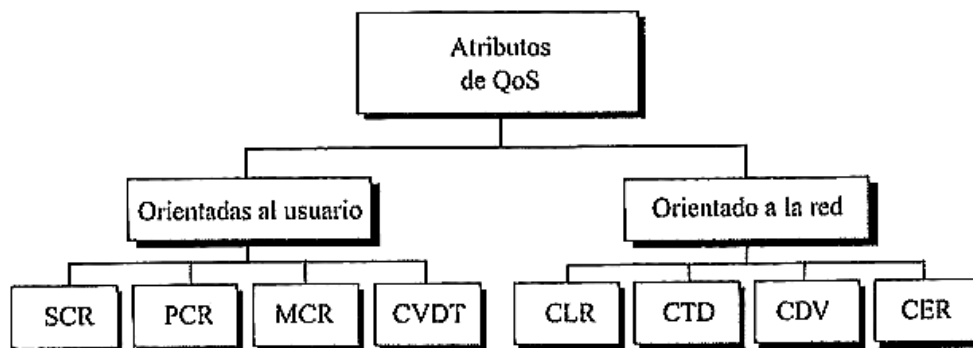 Atributos
de QoS
Orientadas al usuario
Orientado a la red
SCR
PCR
MCR
CVDT
CLR
CTD
CDV
CER